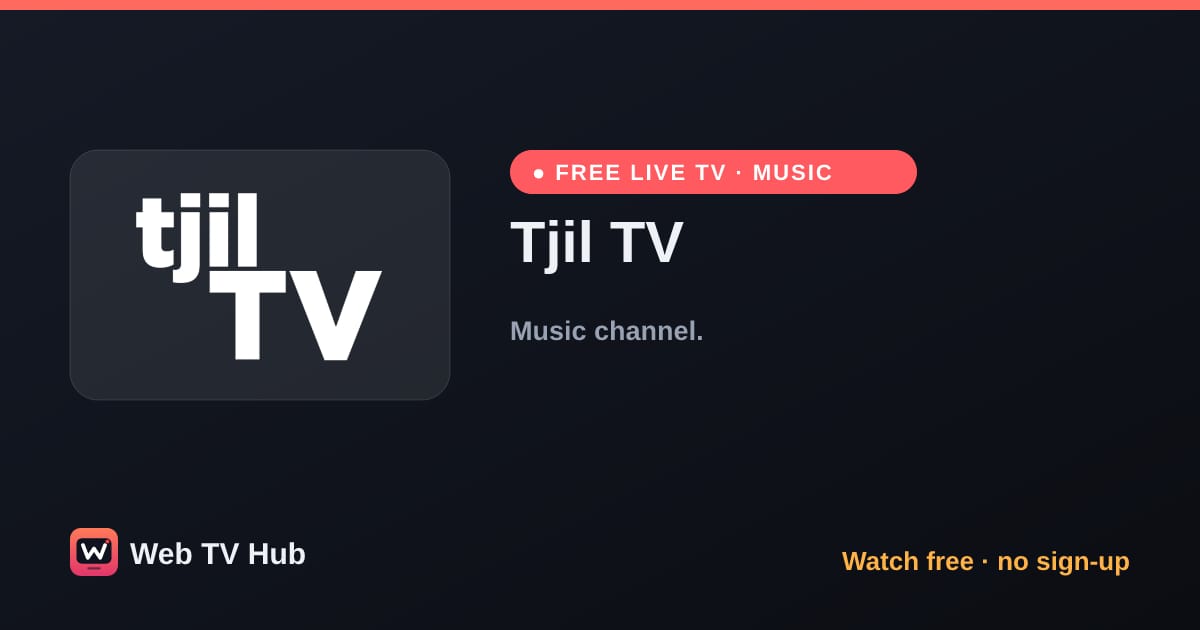 tjil
TV
FREE LIVE TV · MUSIC
Tjil TV
Music channel.
W
Web TV Hub
Watch free · no sign-up